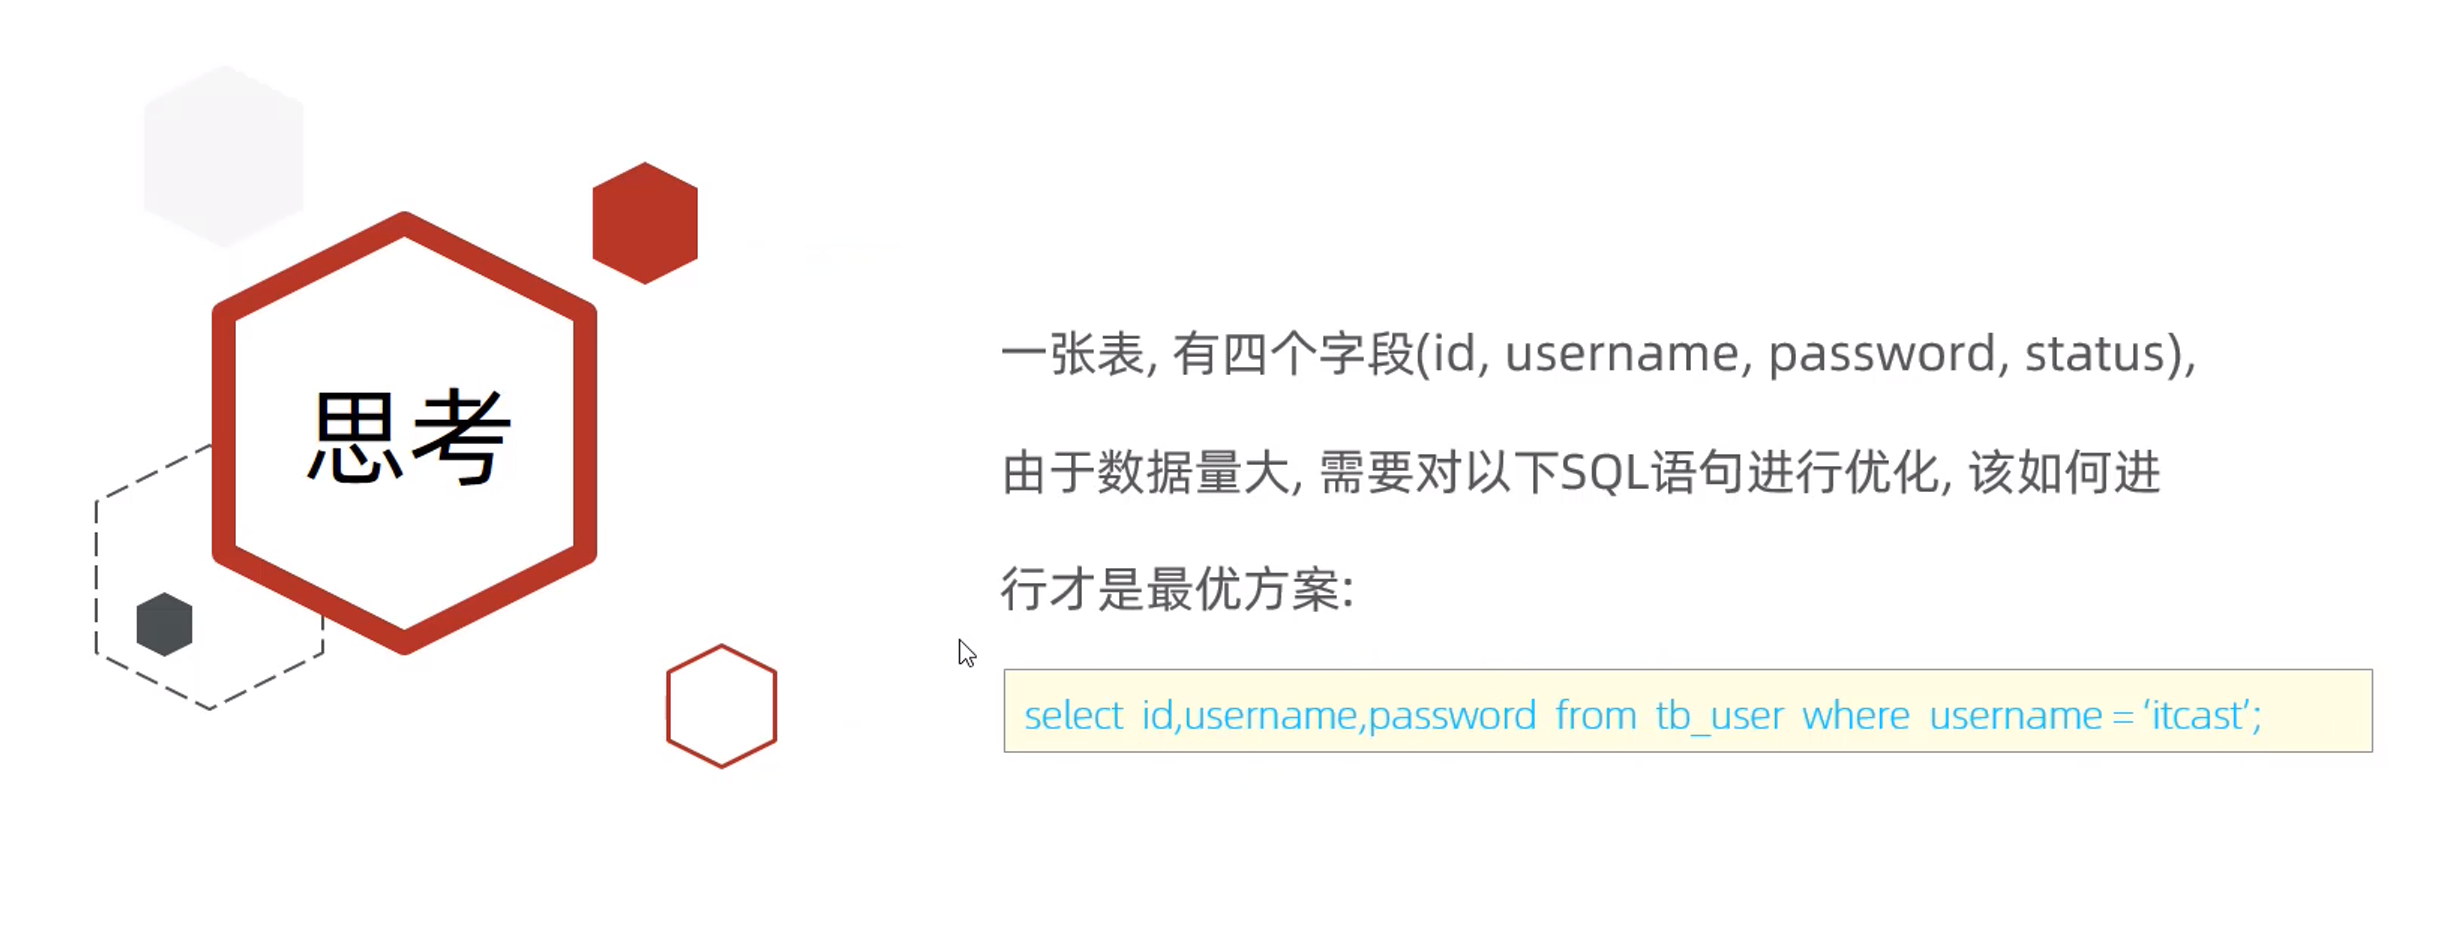 思考
一张表, 有四个字段(id, username, password, status),
由于数据量大, 需要对以下SQL语句进行优化, 该如何进
行才是最优方案:
select id,username,password from tb_user where username = ‘itcast’;